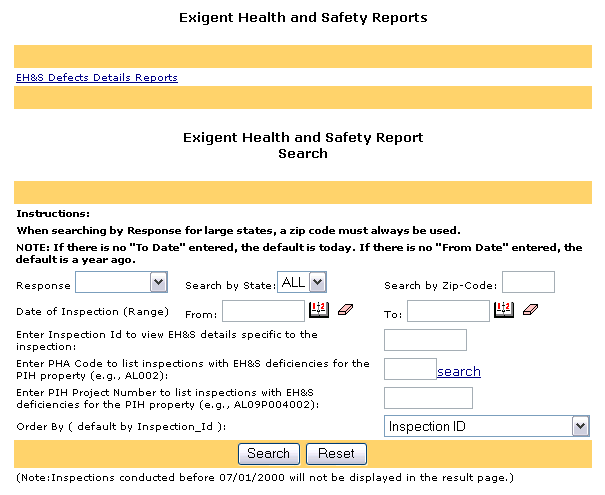 Exigent Health and Safety Reports
EH&S Defects Details Reports
Exigent Health and Safety Report
Search
Instructions:
When searching by Response for large states, a zip code must always be used.
NOTE: If there is no "To Date" entered, the default is today. If there is no "From Date" entered, the
default is a year ago.
Response Search by State: ALL Search by Zip-Code:
Date of Inspection (Range) From: To:
Enter Inspection Id to view EH&S details specific to the
inspection:
Enter PHA Code to list inspections with EH&S deficiencies for the
PIH property (e.g., AL002): search
Enter PIH Project Number to list inspections with EH&S
deficiencies for the PIH property (e.g., AL09P004002):
Order By ( default by Inspection_Id ): Inspection ID
Search Reset
(Note:Inspections conducted before 07/01/2000 will not be displayed in the result page.)